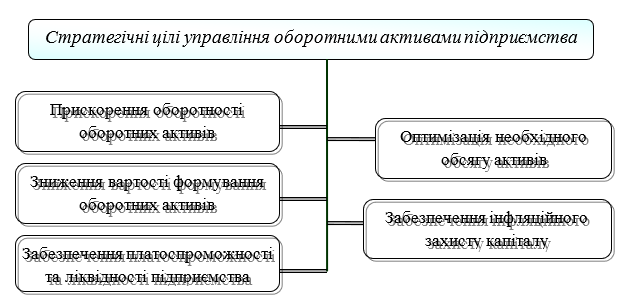 Стратегічні цілі управління оборотними активами підприємства
Прискорення оборотності
оборотних активів
Зниження вартості формування
оборотних активів
Забезпечення платоспроможності
та ліквідності підприємства
Оптимізація необхідного
обсягу активів
Забезпечення інфляційного
захисту капіталу